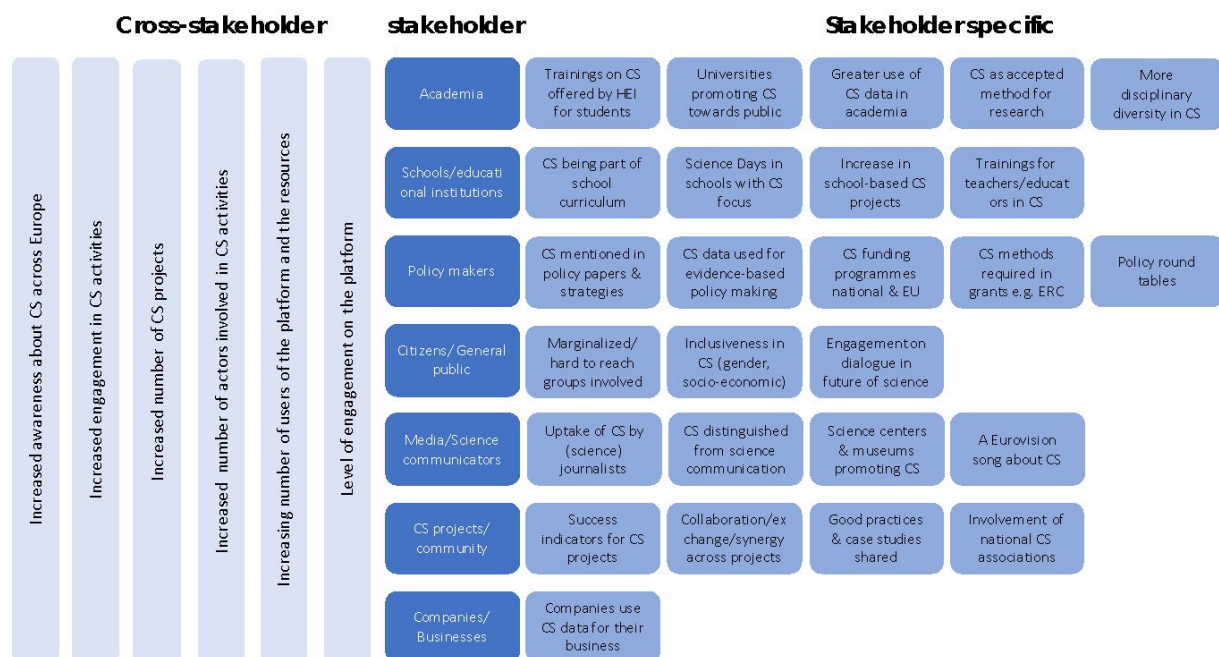 Cross-stakeholder
stakeholder
Stakeholder specific
Increased awareness about CS across Europe
Increased engagement in CS activities
Increased number of CS projects
Increased number of actors involved in CS activities
Increasing number of users of the platform and the resources
Level of engagement on the platform
Academia
Trainings on CS
offered by HEI
for students
Universities
promoting CS
towards public
Greater use of
CS data in
academia
CS as accepted
method for
research
More
disciplinary
diversity in CS
Schools/educati
onal institutions
CS being part of
school
curriculum
Science Days in
schools with CS
focus
Increase in
school-based CS
projects
Trainings for
teachers/educat
ors in CS
Policy makers
CS mentioned in
policy papers &
strategies
CS data used for
evidence-based
policy making
CS funding
programmes
national & EU
CS methods
required in
grants e.g. ERC
Policy round
tables
Citizens/ General
public
Marginalized/
hard to reach
groups involved
Inclusiveness in
CS (gender,
socio-economic)
Engagement on
dialogue in
future of science
Media/Science
communicators
Uptake of CS by
(science)
journalists
CS distinguished
from science
communication
Science centers
& museums
promoting CS
A Eurovision
song about CS
CS projects/
community
Success
indicators for
CS projects
Collaboration/ex
change/synergy
across projects
Good practices
& case studies
shared
Involvement of
national CS
associations
Companies/
Businesses
Companies use
CS data for their
business